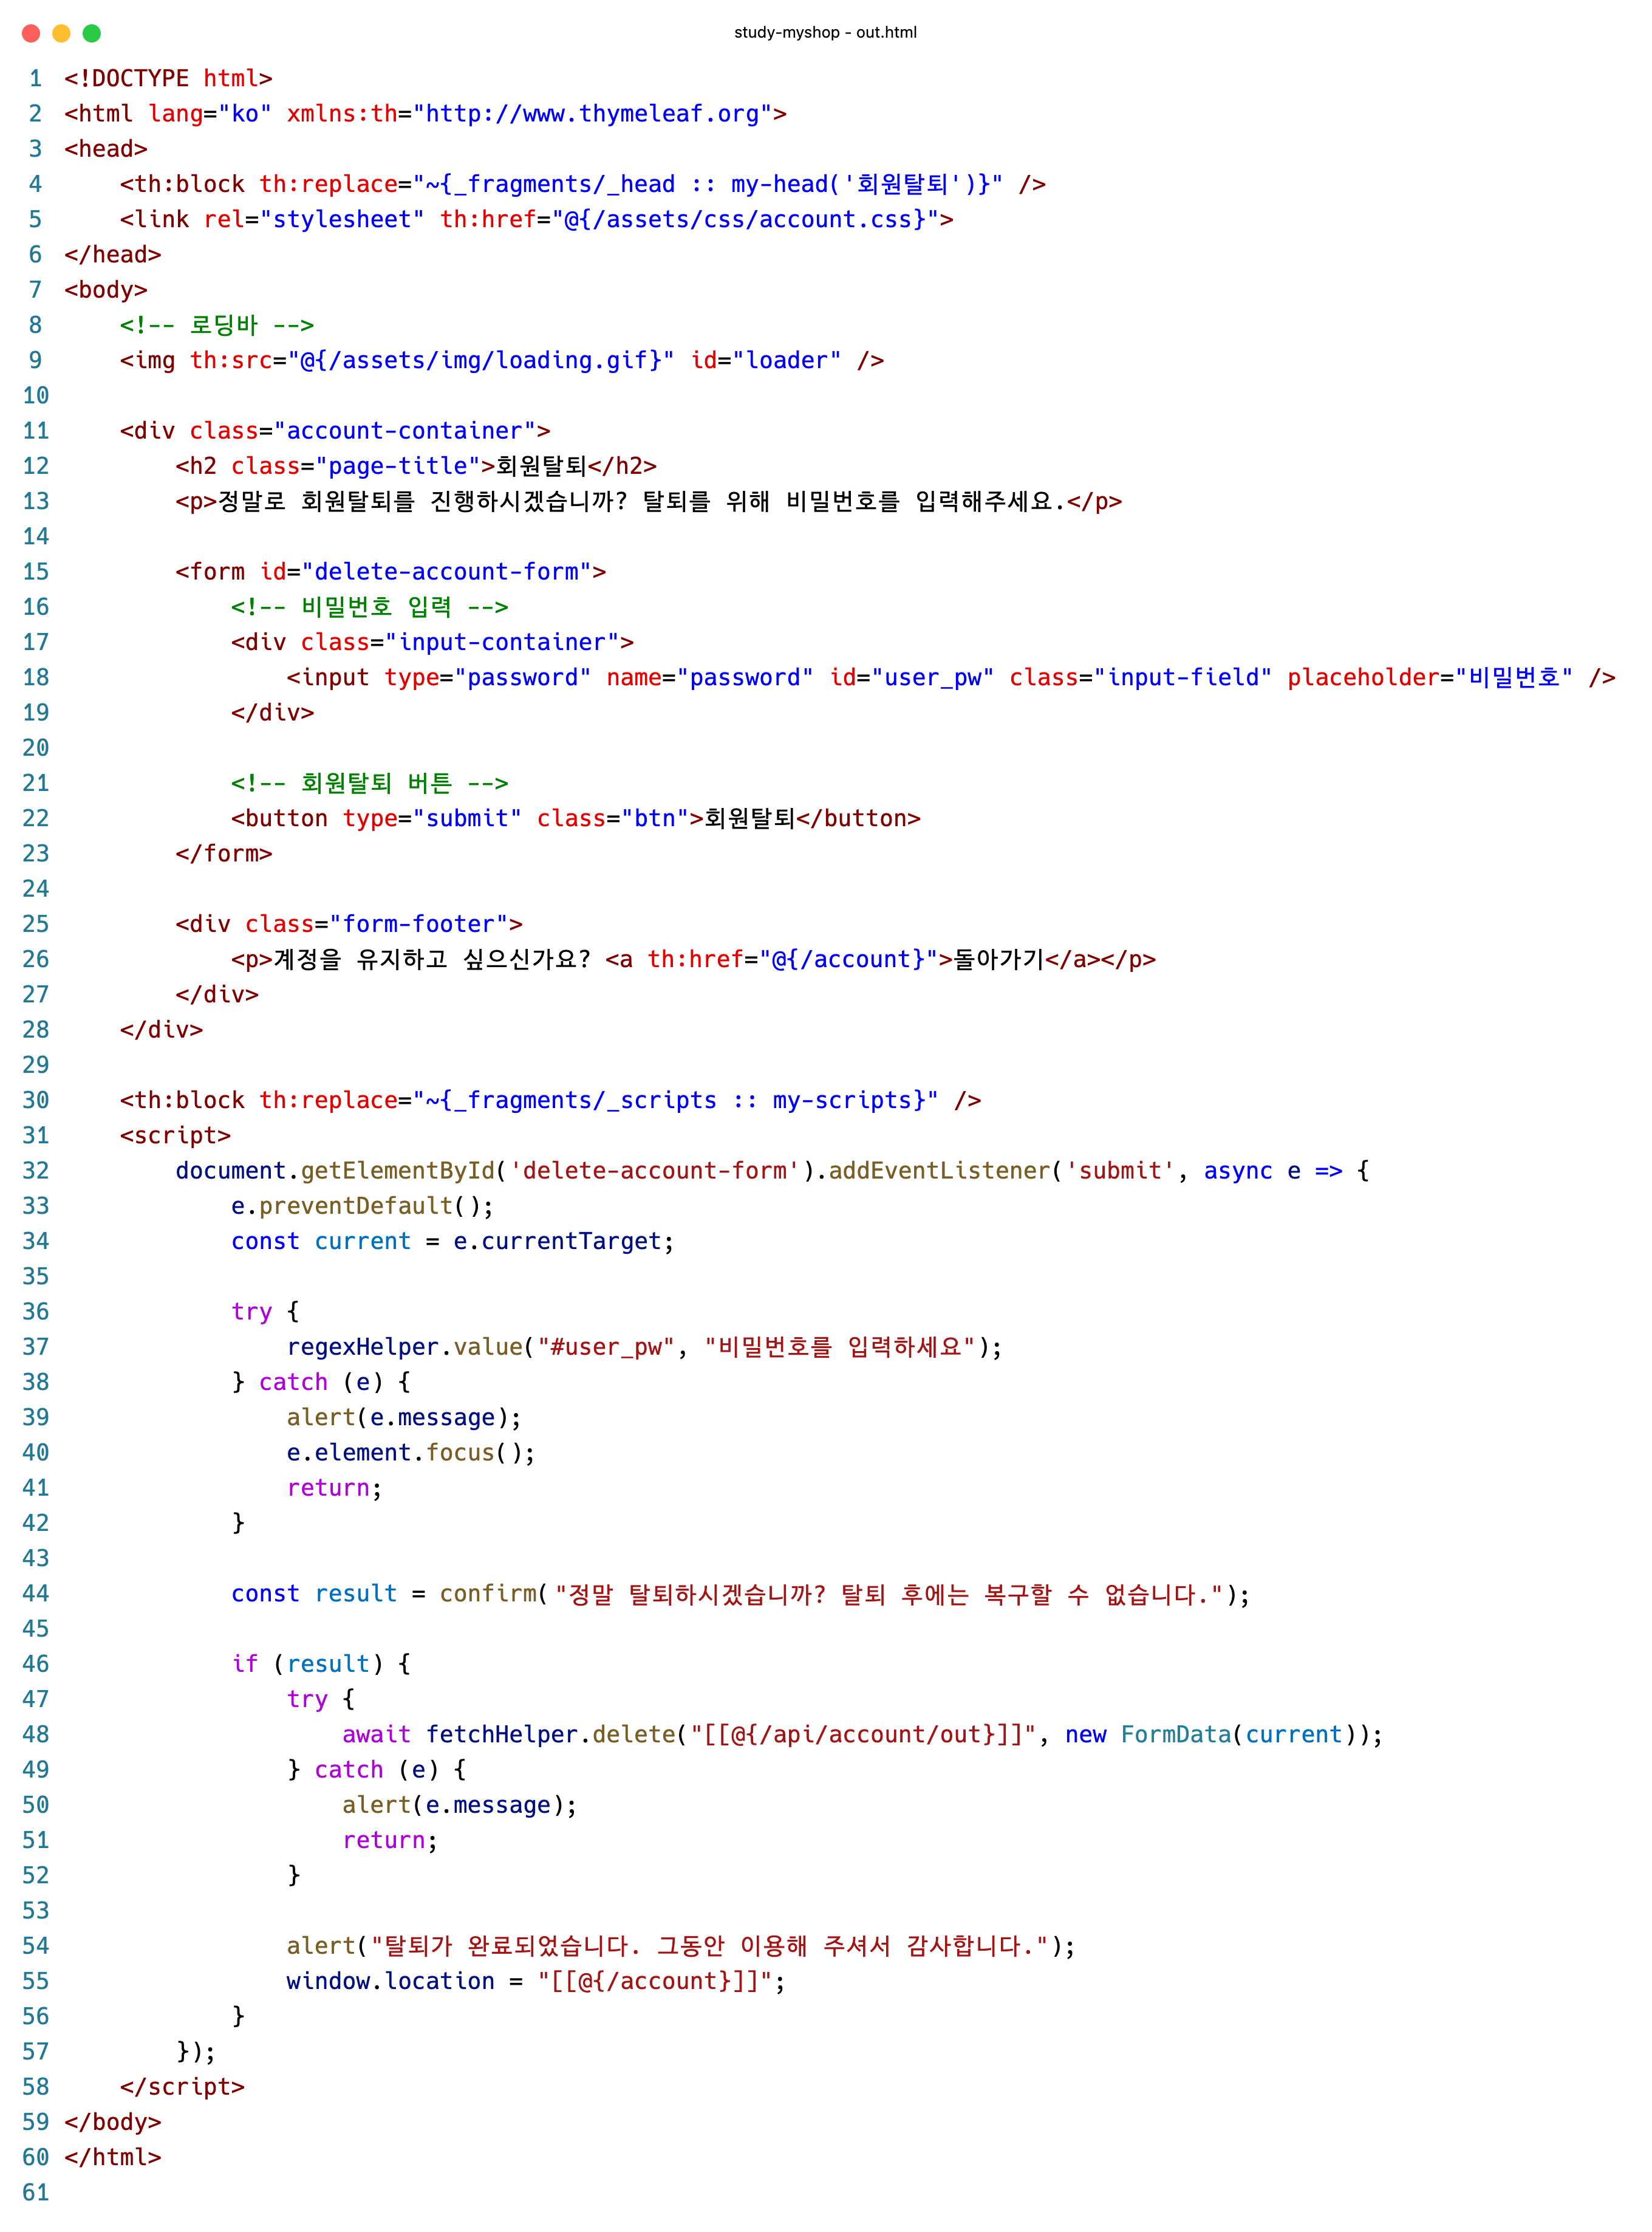 study-myshop - out.html
1 <!DOCTYPE html>
2 <html lang="ko" xmlns:th="http://www.thymeleaf.org">
3 <head>
4     <th:block th:replace="~{_fragments/_head :: my-head('회원탈퇴')}" />
5     <link rel="stylesheet" th:href="@{/assets/css/account.css}">
6 </head>
7 <body>
8     <!-- 로딩바 -->
9     <img th:src="@{/assets/img/loading.gif}" id="loader" />
10
11     <div class="account-container">
12         <h2 class="page-title">회원탈퇴</h2>
13         <p>정말로 회원탈퇴를 진행하시겠습니까? 탈퇴를 위해 비밀번호를 입력해주세요.</p>
14
15         <form id="delete-account-form">
16             <!-- 비밀번호 입력 -->
17             <div class="input-container">
18                 <input type="password" name="password" id="user_pw" class="input-field" placeholder="비밀번호" />
19             </div>
20
21             <!-- 회원탈퇴 버튼 -->
22             <button type="submit" class="btn">회원탈퇴</button>
23         </form>
24
25         <div class="form-footer">
26             <p>계정을 유지하고 싶으신가요? <a th:href="@{/account}">돌아가기</a></p>
27         </div>
28     </div>
29
30     <th:block th:replace="~{_fragments/_scripts :: my-scripts}" />
31     <script>
32         document.getElementById('delete-account-form').addEventListener('submit', async e => {
33             e.preventDefault();
34             const current = e.currentTarget;
35
36             try {
37                 regexHelper.value("#user_pw", "비밀번호를 입력하세요");
38             } catch (e) {
39                 alert(e.message);
40                 e.element.focus();
41                 return;
42             }
43
44             const result = confirm("정말 탈퇴하시겠습니까? 탈퇴 후에는 복구할 수 없습니다.");
45
46             if (result) {
47                 try {
48                     await fetchHelper.delete("[[@{/api/account/out}]]", new FormData(current));
49                 } catch (e) {
50                     alert(e.message);
51                     return;
52                 }
53
54                 alert("탈퇴가 완료되었습니다. 그동안 이용해 주셔서 감사합니다.");
55                 window.location = "[[@{/account}]]";
56             }
57         });
58     </script>
59 </body>
60 </html>
61